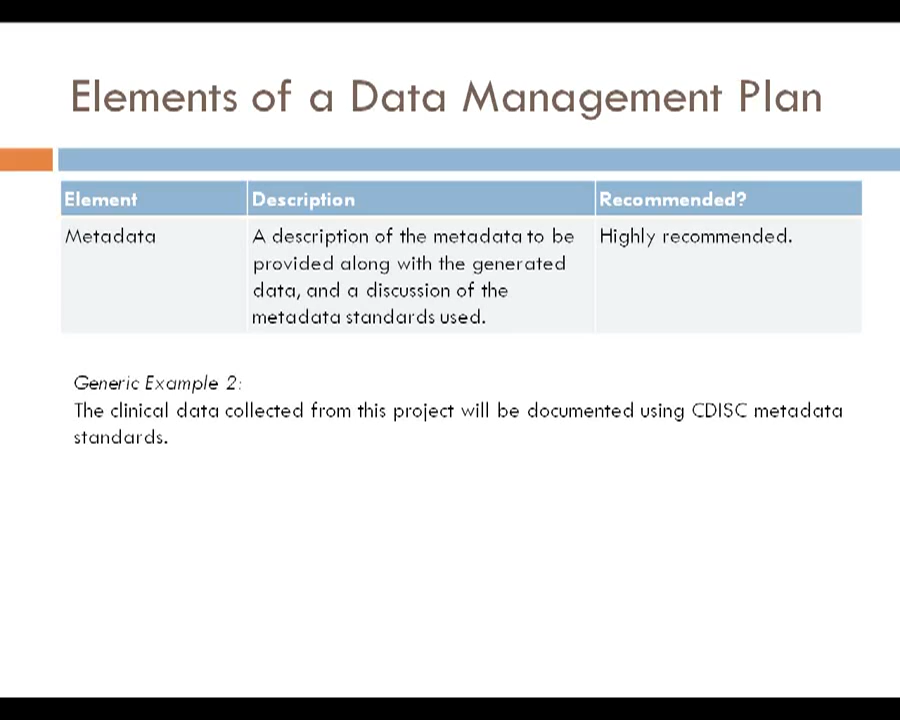 Elements of a Data Management Plan
Element Description Recommended?
Metadata A description of the metadata to be Highly recommended.
provided along with the generated
data, and a discussion of the
metadata standards used.
Generic Example 2:
The clinical data collected from this project will be documented using CDISC metadata
standards.